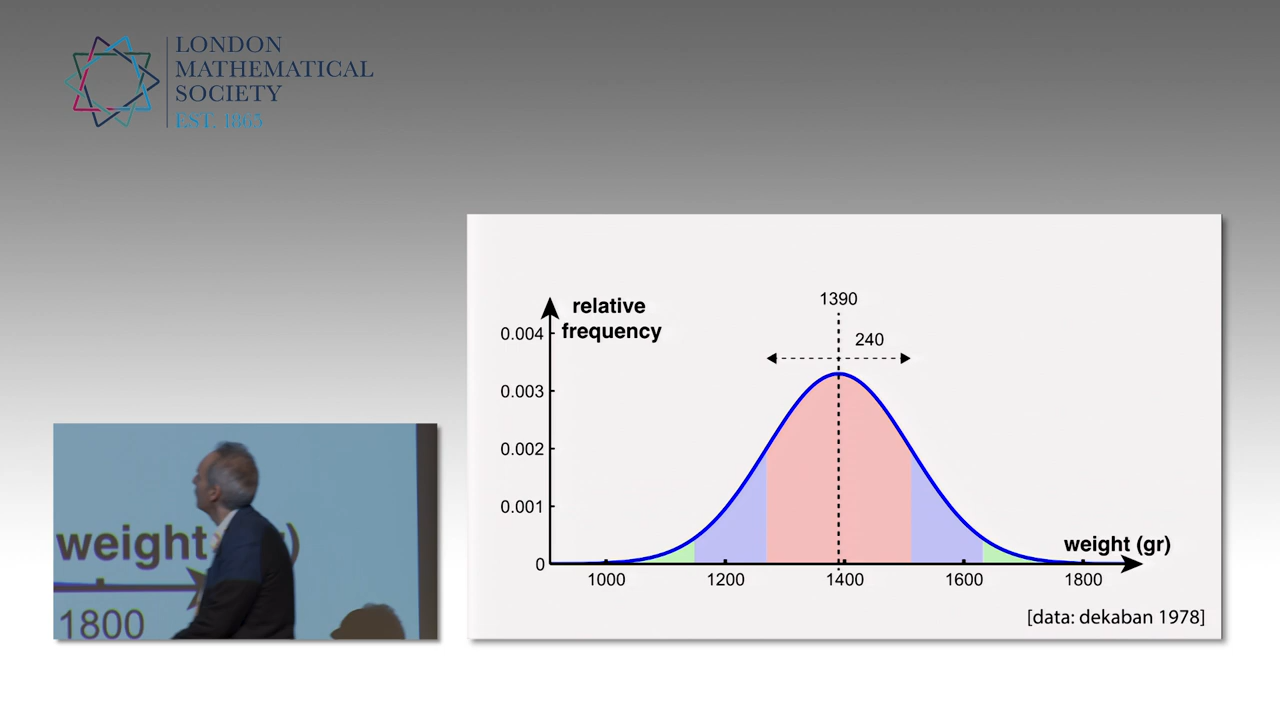 LONDON
MATHEMATICAL
SOCIETY
EST. 1865
1390
relative
frequency
240
0.004
0.003
0.002
0.001
0
weight (gr)
1000 1200 1400 1600 1800
[data: dekaban 1978]
weight
)
1800